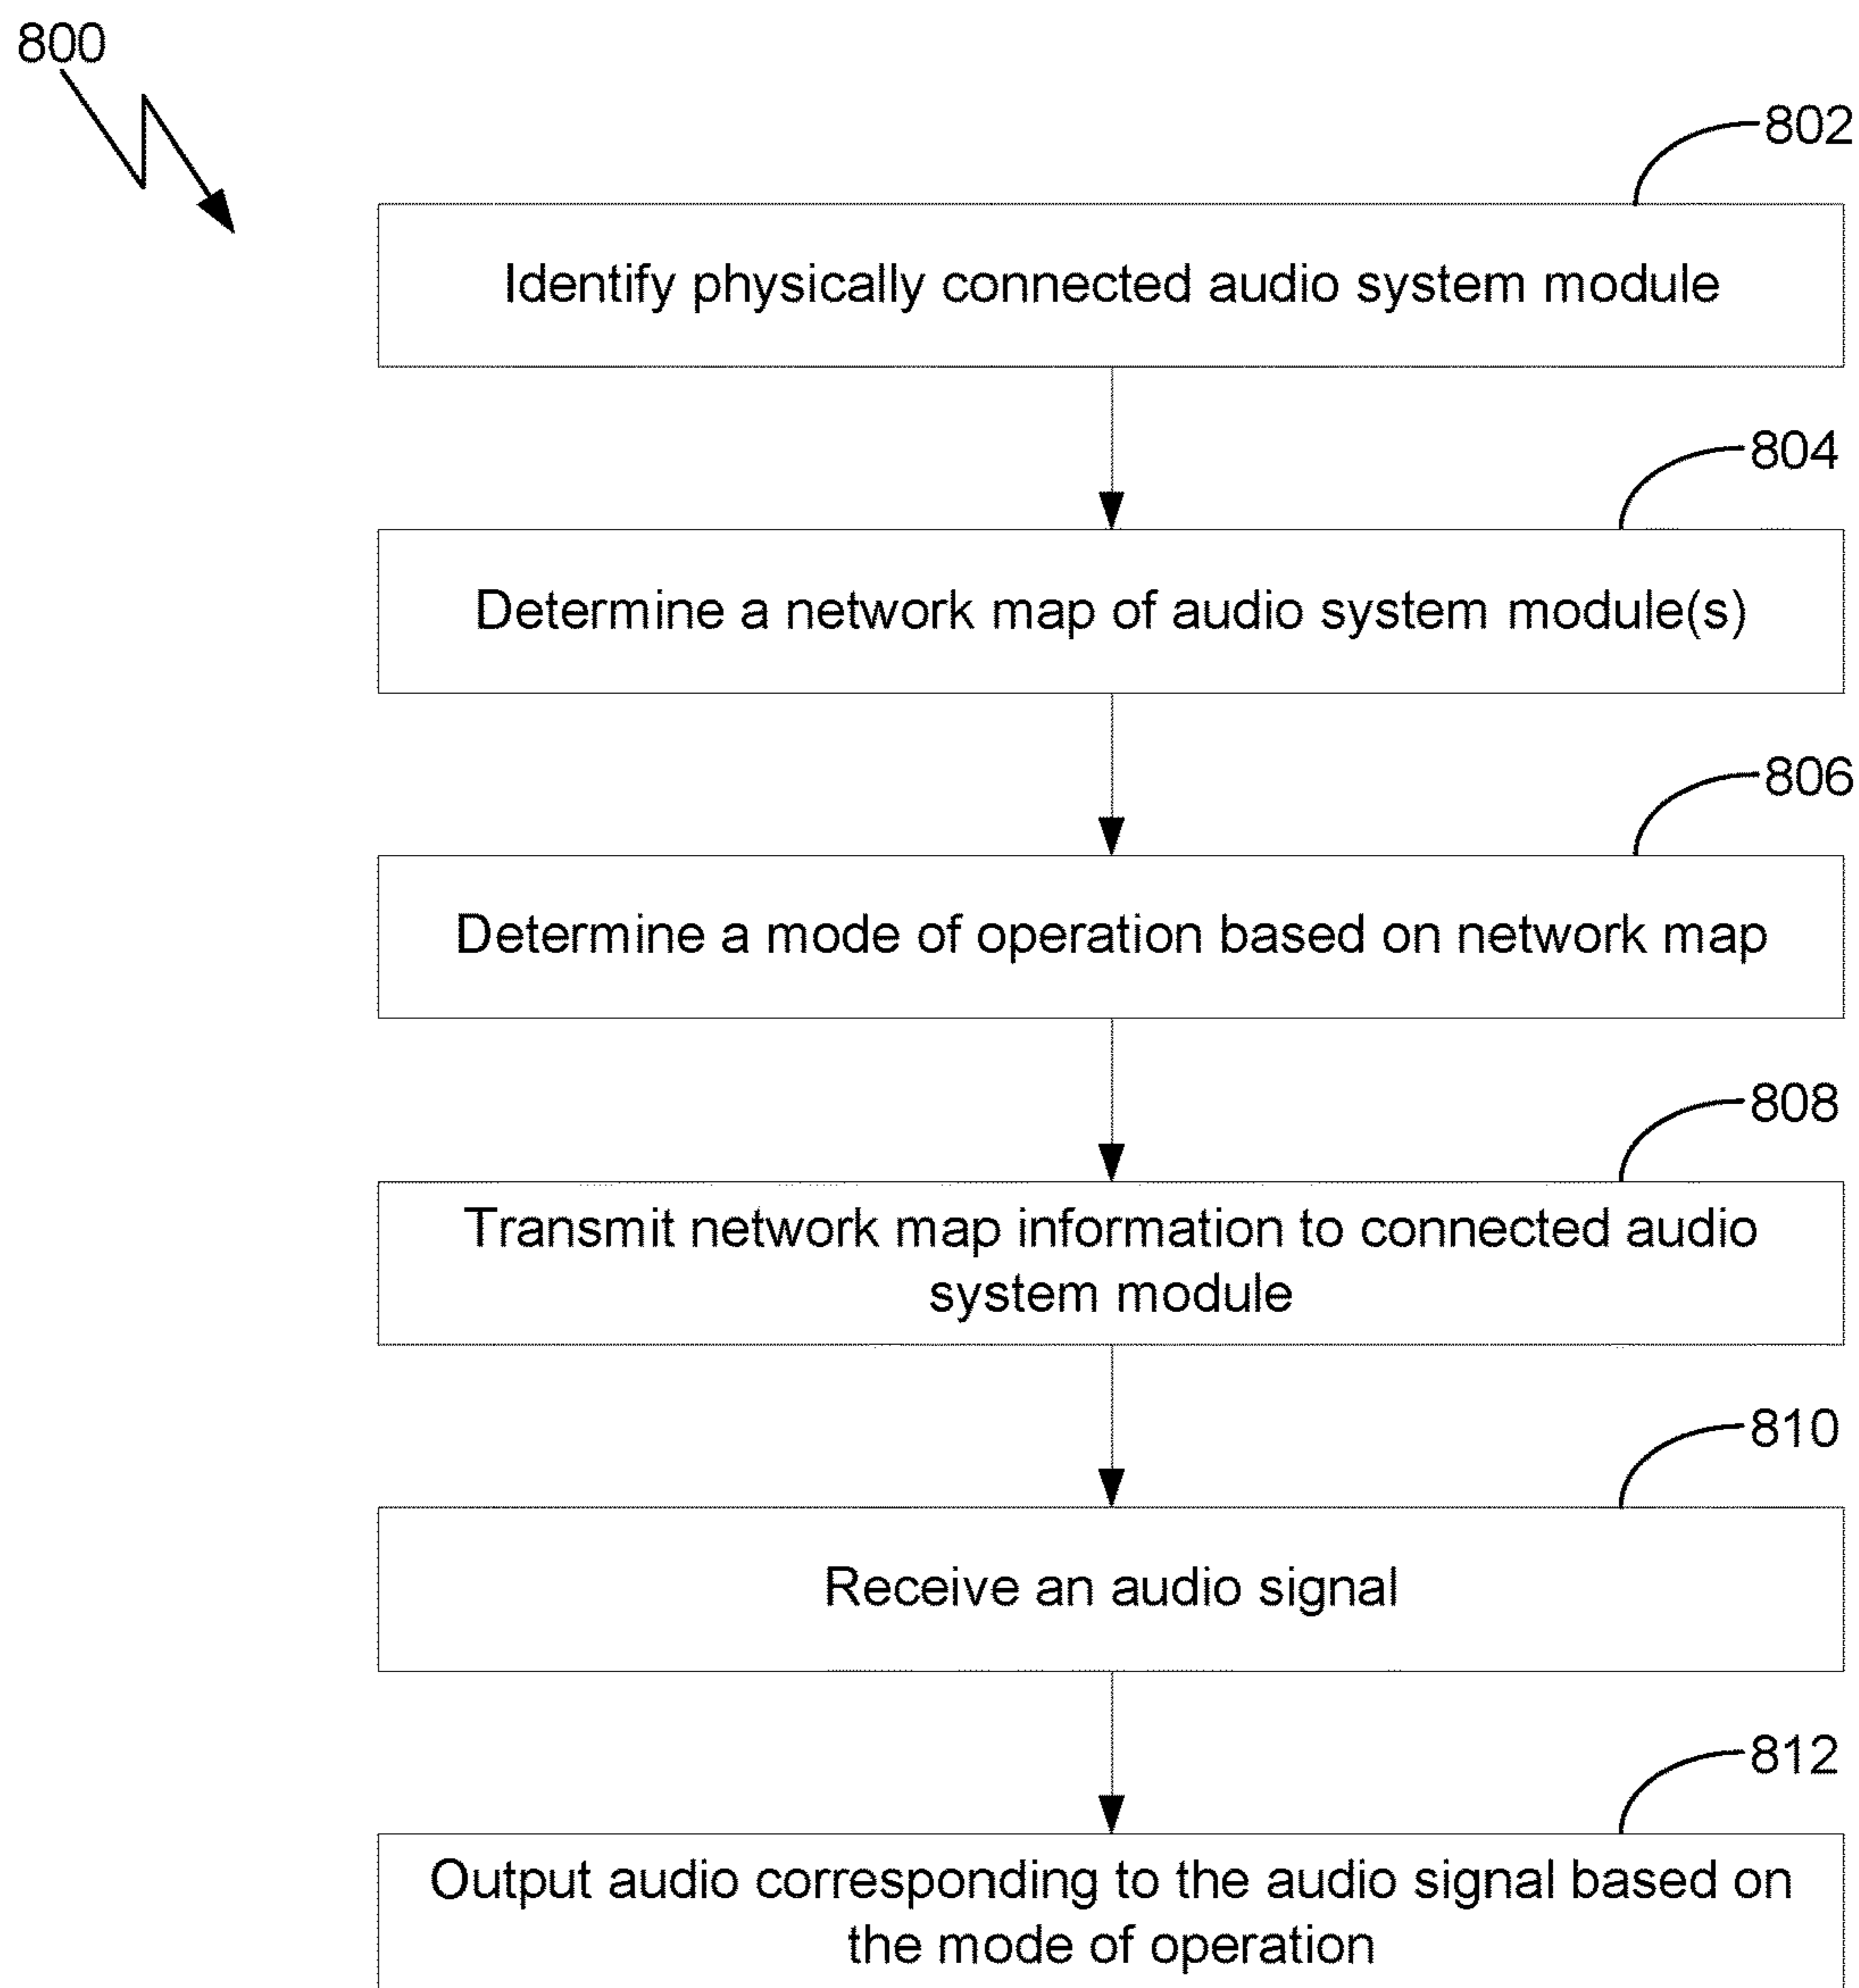 800
802
Identify physically connected audio system module
804
Determine a network map of audio system module(s)
806
Determine a mode of operation based on network map
808
Transmit network map information to connected audio
system module
810
Receive an audio signal
812
Output audio corresponding to the audio signal based on
the mode of operation